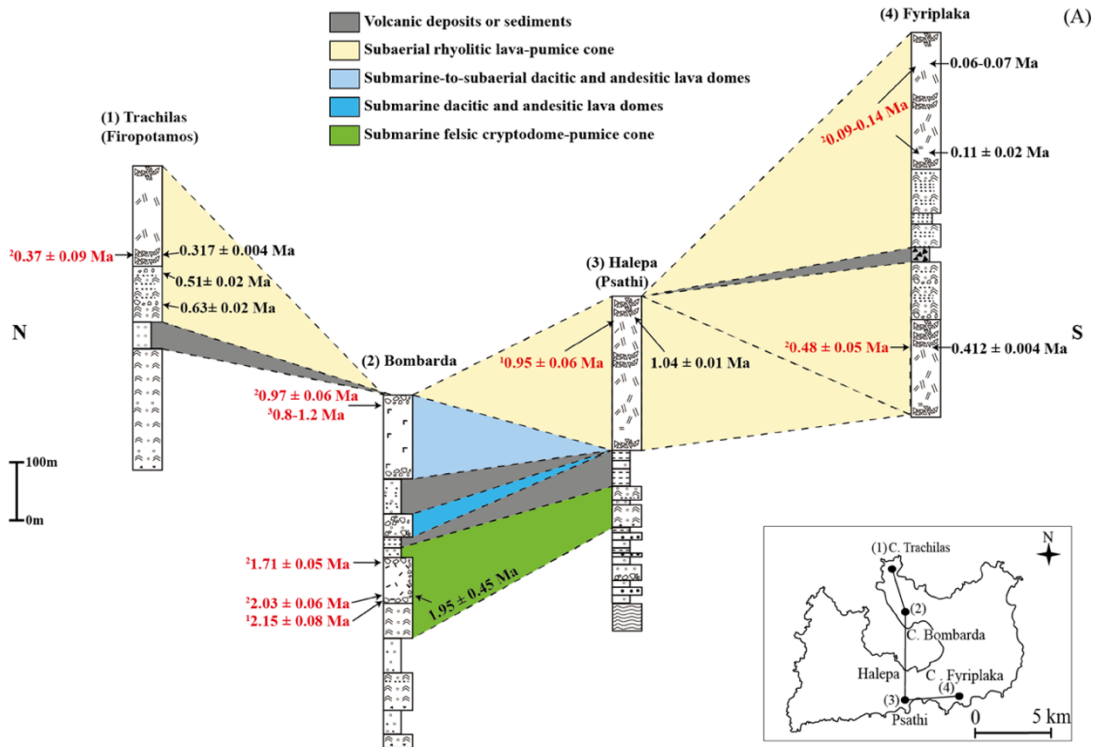 (A)
Volcanic deposits or sediments
Subaerial rhyolitic lava-pumice cone
Submarine-to-subaerial dacitic and andesitic lava domes
Submarine dacitic and andesitic lava domes
Submarine felsic cryptodome-pumice cone
(4) Fyriplaka
0.06-0.07 Ma
²0.09-0.14 Ma
0.11 ± 0.02 Ma
²0.48 ± 0.05 Ma
0.412 ± 0.004 Ma
S
(1) Trachilas
(Firopotamos)
²0.37 ± 0.09 Ma
0.317 ± 0.004 Ma
0.51± 0.02 Ma
0.63± 0.02 Ma
N
(3) Halepa
(Psathi)
¹0.95 ± 0.06 Ma
1.04 ± 0.01 Ma
(2) Bombarda
²0.97 ± 0.06 Ma
³0.8-1.2 Ma
²1.71 ± 0.05 Ma
²2.03 ± 0.06 Ma
¹2.15 ± 0.08 Ma
1.95 ± 0.45 Ma
100m
0m
N
(1) C. Trachilas
(2)
C. Bombarda
Halepa
C . Fyriplaka
(4)
(3)
Psathi
0
5 km